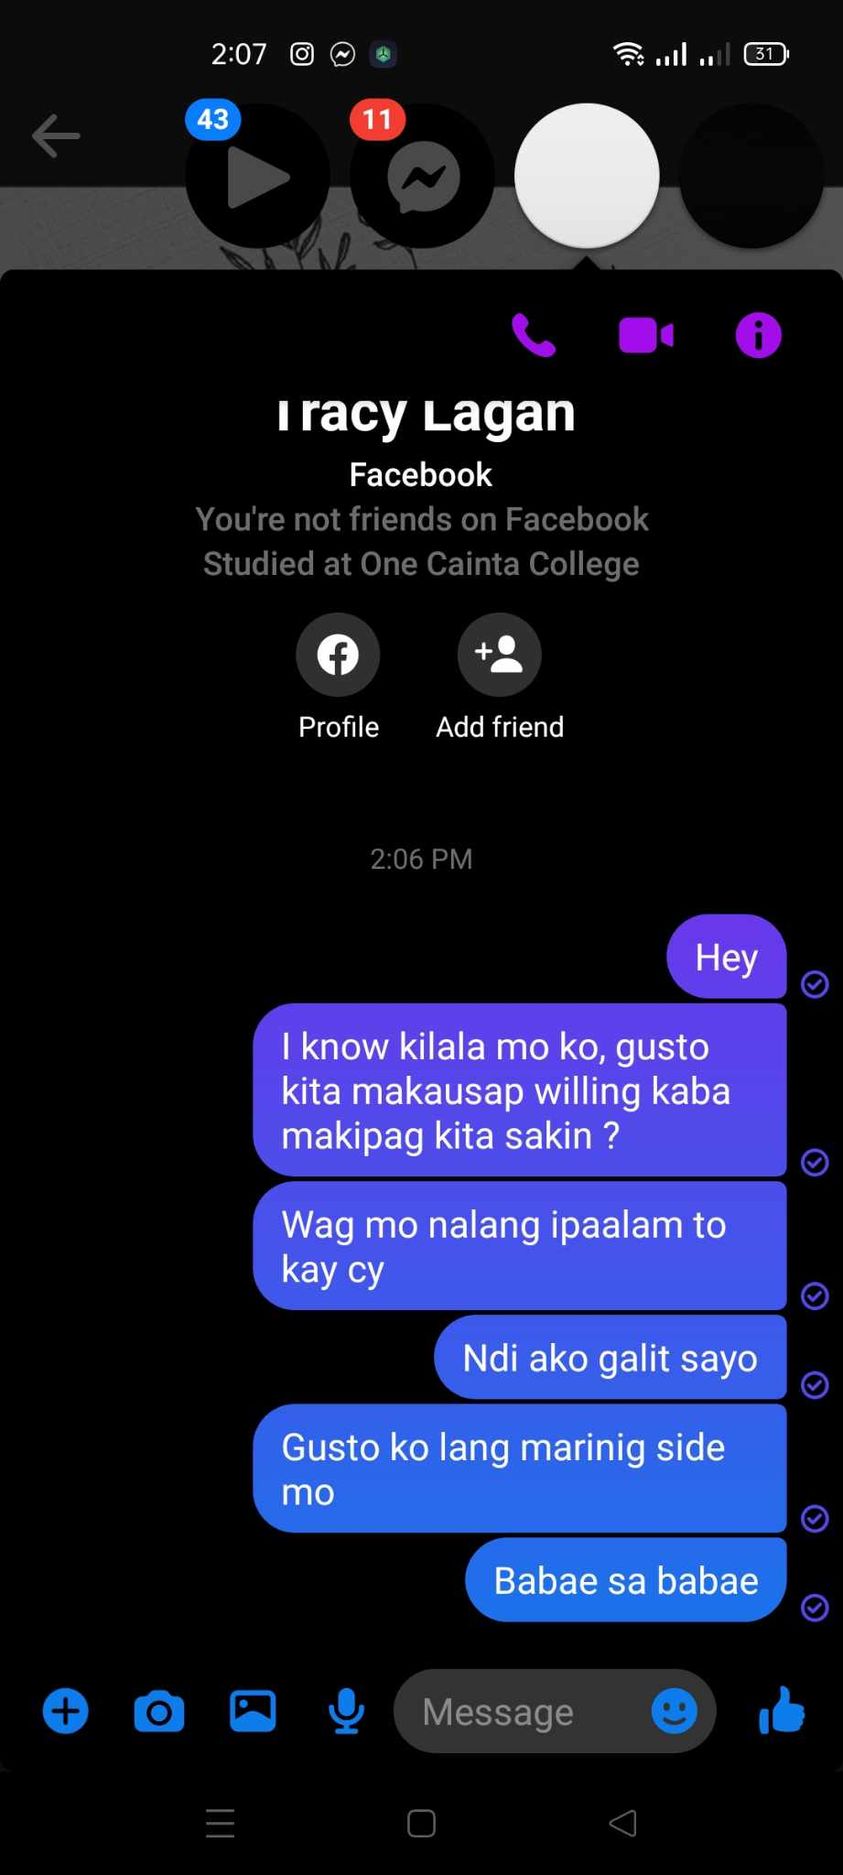 2:07
31
43
11
Tracy Lagan
Facebook
You're not friends on Facebook
Studied at One Cainta College
Profile
Add friend
2:06 PM
Hey
I know kilala mo ko, gusto
kita makausap willing kaba
makipag kita sakin ?
Wag mo nalang ipaalam to
kay cy
Ndi ako galit sayo
Gusto ko lang marinig side
mo
Babae sa babae
Message